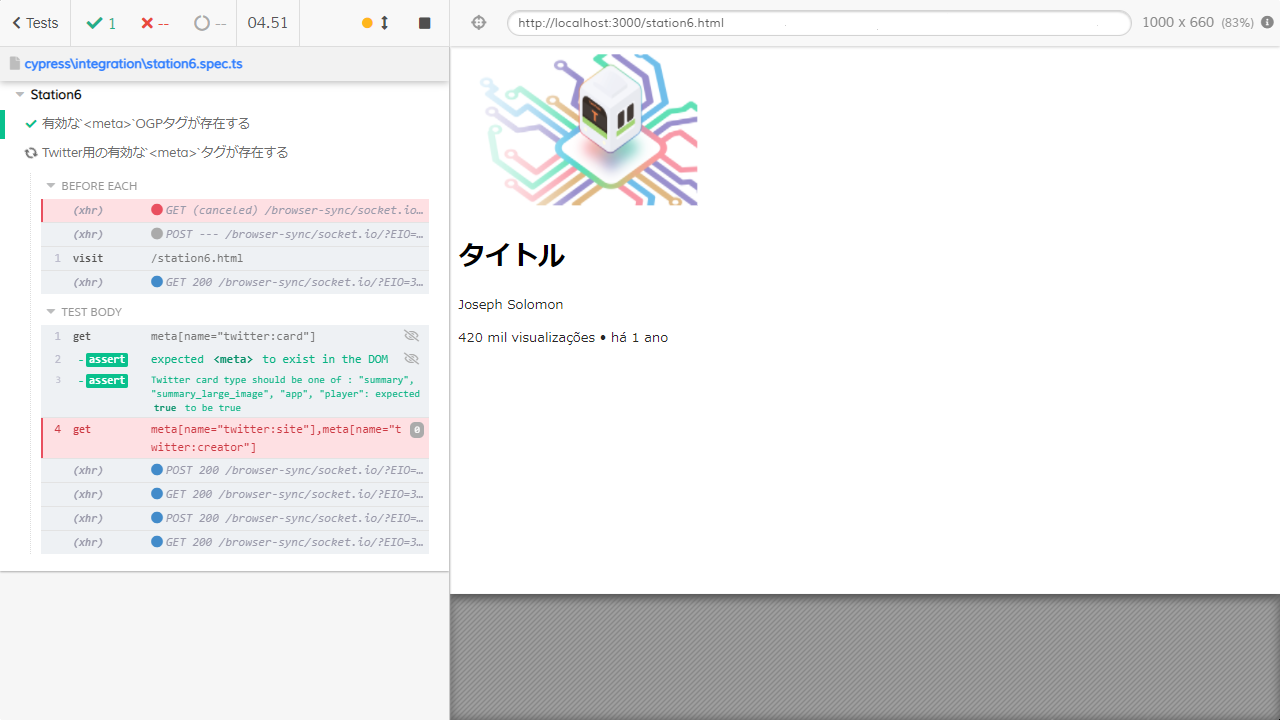 Tests 1 -- -- 04.51
http://localhost:3000/station6.html 1000 x 660 (83%)
cypress\integration\station6.spec.ts
Station6
有効な`<meta>`OGPタグが存在する
Twitter用の有効な`<meta>`タグが存在する
BEFORE EACH
(xhr) GET (canceled) /browser-sync/socket.io…
(xhr) POST --- /browser-sync/socket.io/?EIO=…
1 visit /station6.html
(xhr) GET 200 /browser-sync/socket.io/?EIO=3…
TEST BODY
1 get meta[name="twitter:card"]
2 -assert expected <meta> to exist in the DOM
3 -assert Twitter card type should be one of : "summary",
"summary_large_image", "app", "player": expected
true to be true
4 get meta[name="twitter:site"],meta[name="t 0
witter:creator"]
(xhr) POST 200 /browser-sync/socket.io/?EIO=…
(xhr) GET 200 /browser-sync/socket.io/?EIO=3…
(xhr) POST 200 /browser-sync/socket.io/?EIO=…
(xhr) GET 200 /browser-sync/socket.io/?EIO=3…
タイトル
Joseph Solomon
420 mil visualizações • há 1 ano